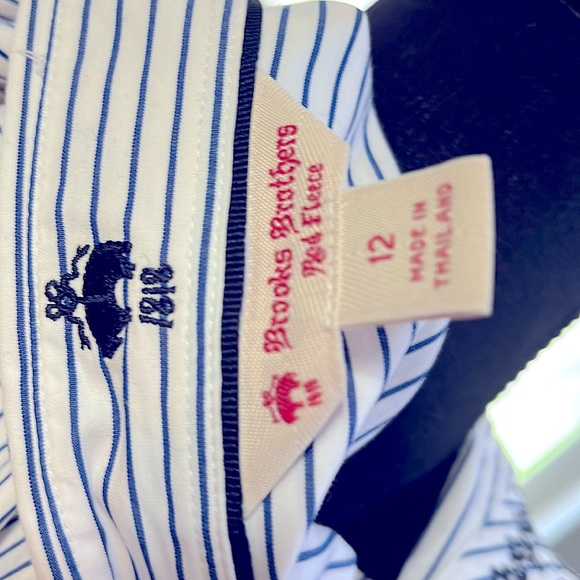 1818
Brooks Brothers
Red Fleece
12
MADE IN
THAILAND